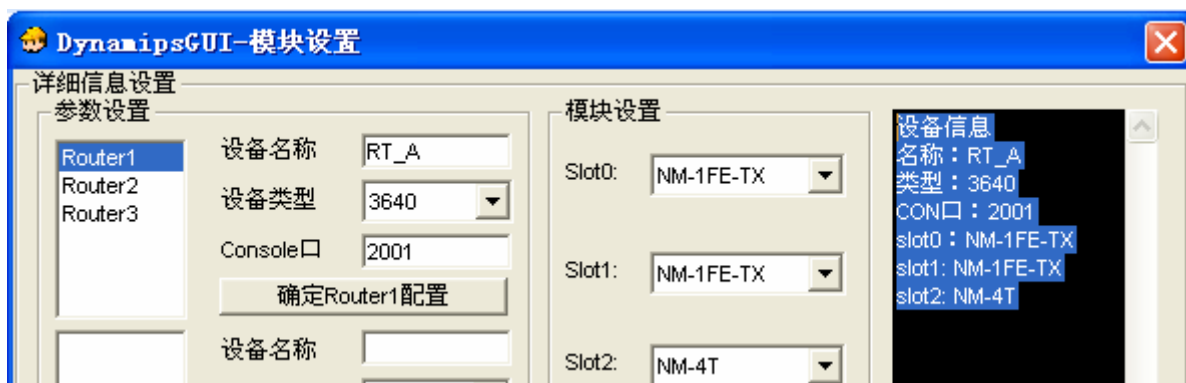 DynamipsGUI-模块设置
详细信息设置
参数设置
Router1
Router2
Router3
设备名称
RT_A
设备类型
3640
Console口
2001
确定Router1配置
设备名称
模块设置
Slot0:
NM-1FE-TX
Slot1:
NM-1FE-TX
Slot2:
NM-4T
设备信息
名称：RT_A
类型：3640
CON口：2001
slot0：NM-1FE-TX
slot1: NM-1FE-TX
slot2: NM-4T